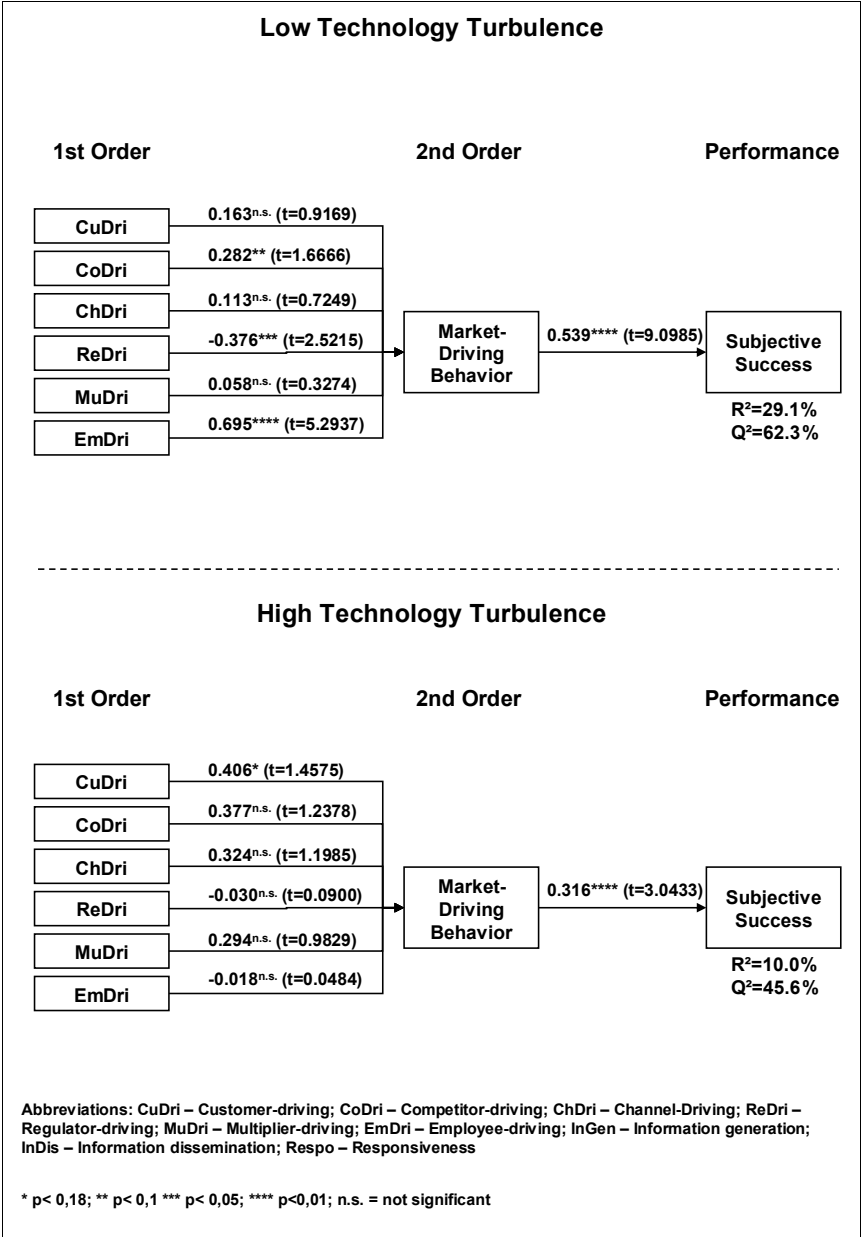 Low Technology Turbulence
1st Order 2nd Order Performance
CuDri 0.163n.s. (t=0.9169)
CoDri 0.282** (t=1.6666)
ChDri 0.113n.s. (t=0.7249)
ReDri -0.376*** (t=2.5215)
MuDri 0.058n.s. (t=0.3274)
EmDri 0.695**** (t=5.2937)
Market-
Driving
Behavior
0.539**** (t=9.0985)
Subjective
Success
R²=29.1%
Q²=62.3%
High Technology Turbulence
1st Order 2nd Order Performance
CuDri 0.406* (t=1.4575)
CoDri 0.377n.s. (t=1.2378)
ChDri 0.324n.s. (t=1.1985)
ReDri -0.030n.s. (t=0.0900)
MuDri 0.294n.s. (t=0.9829)
EmDri -0.018n.s. (t=0.0484)
Market-
Driving
Behavior
0.316**** (t=3.0433)
Subjective
Success
R²=10.0%
Q²=45.6%
Abbreviations: CuDri – Customer-driving; CoDri – Competitor-driving; ChDri – Channel-Driving; ReDri –
Regulator-driving; MuDri – Multiplier-driving; EmDri – Employee-driving; InGen – Information generation;
InDis – Information dissemination; Respo – Responsiveness
* p< 0,18; ** p< 0,1 *** p< 0,05; **** p<0,01; n.s. = not significant